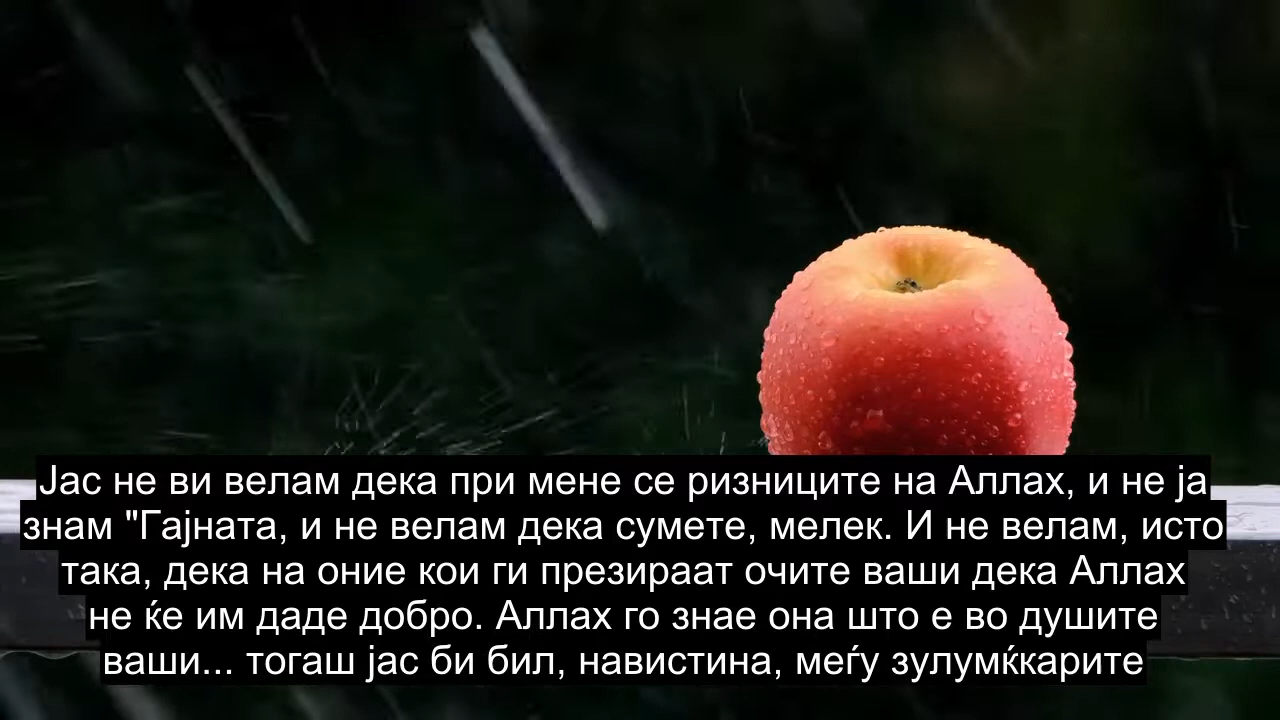 Јас не ви велам дека при мене се ризниците на Аллах, и не ја
знам "Гајната, и не велам дека сумете, мелек. И не велам, исто
така, дека на оние кои ги презираат очите ваши дека Аллах
не ќе им даде добро. Аллах го знае она што е во душите
ваши... тогаш јас би бил, навистина, меѓу зулумќкарите